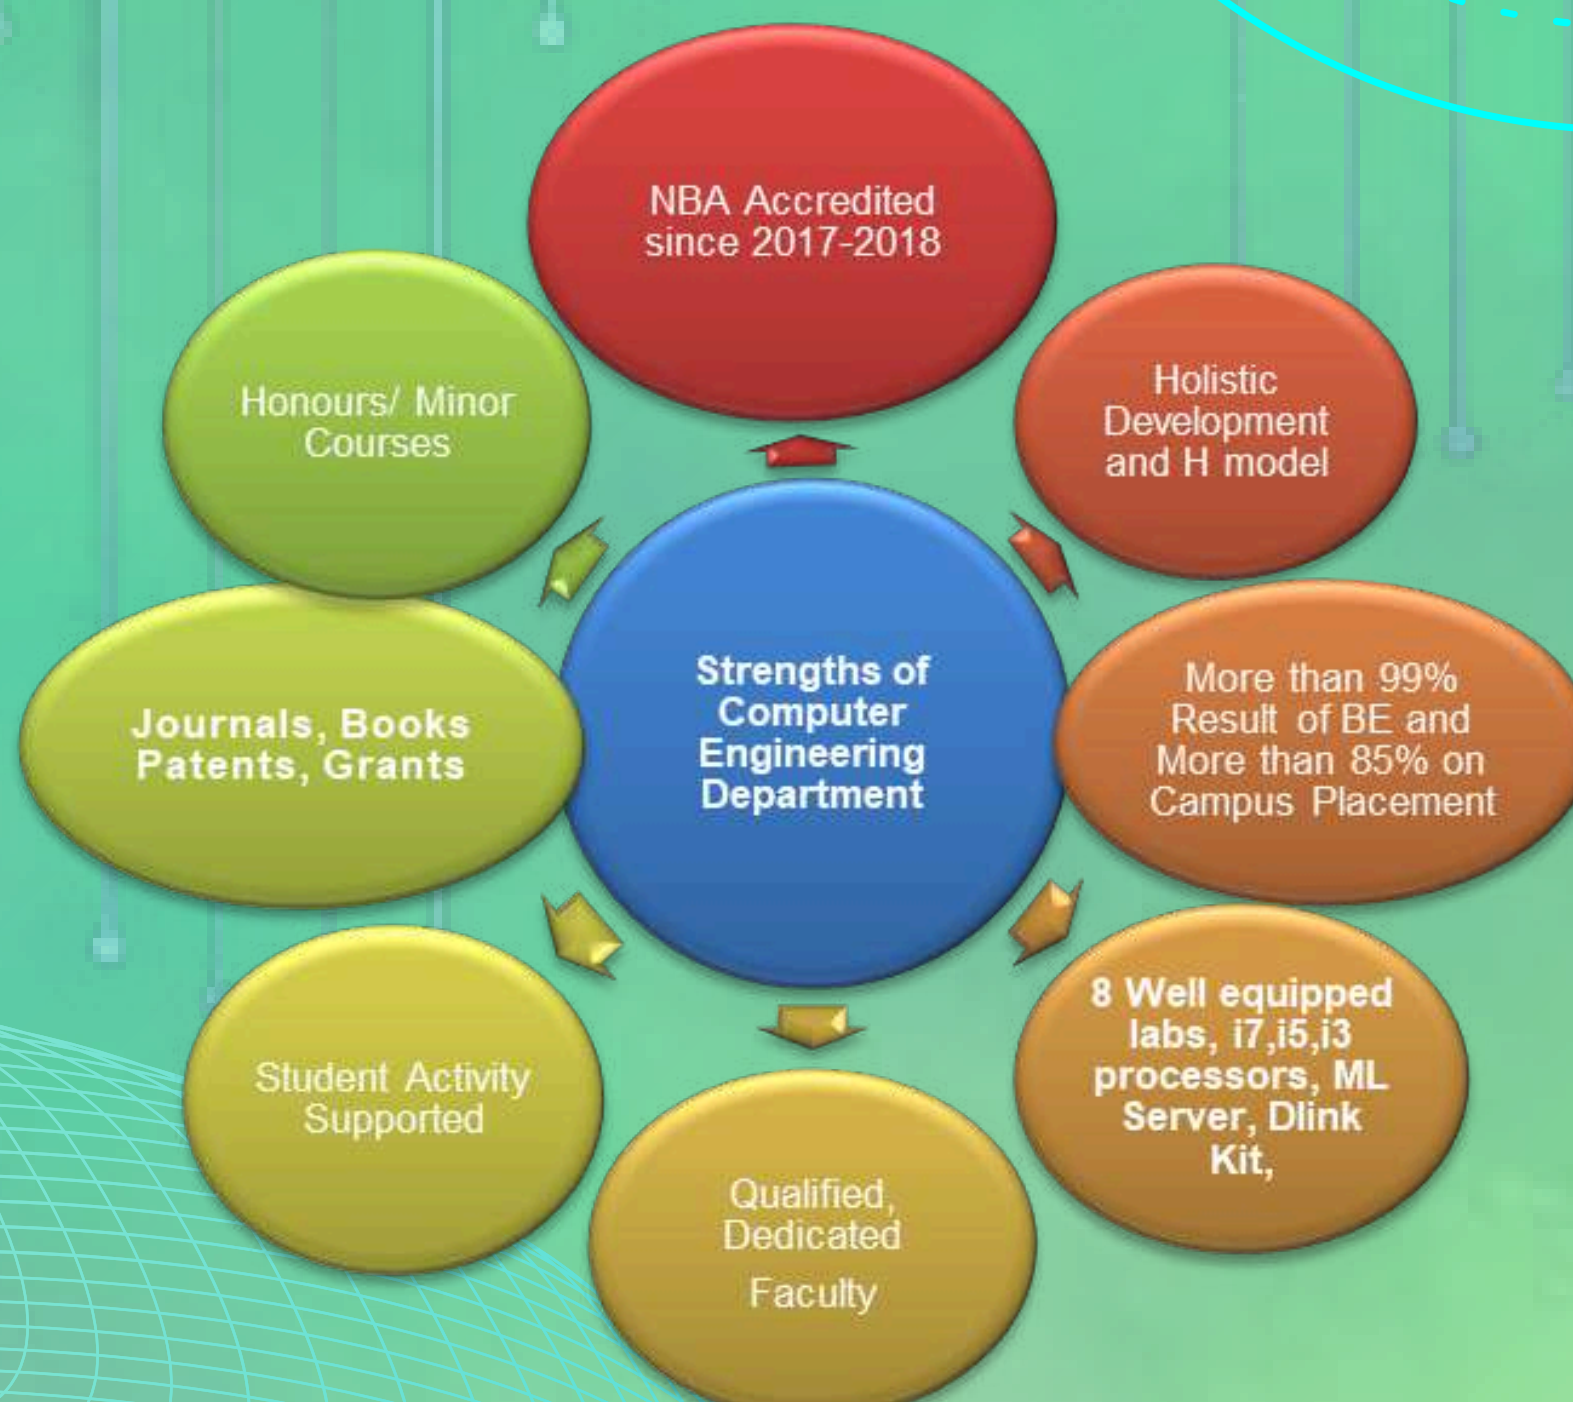 NBA Accredited
since 2017-2018
Holistic
Development
and H model
More than 99%
Result of BE and
More than 85% on
Campus Placement
8 Well equipped
labs, i7,i5,i3
processors, ML
Server, Dlink
Kit,
Qualified,
Dedicated
Faculty
Student Activity
Supported
Journals, Books
Patents, Grants
Honours/ Minor
Courses
Strengths of
Computer
Engineering
Department